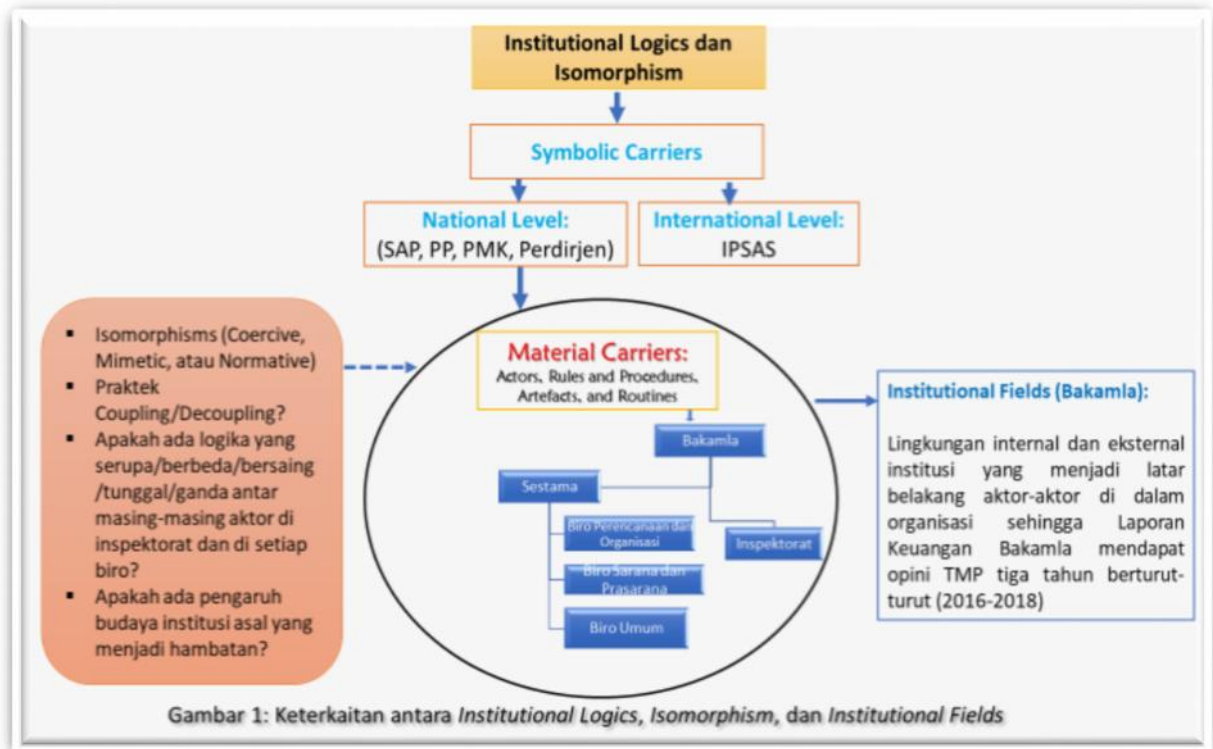 Institutional Logics dan
Isomorphism
Symbolic Carriers
National Level:
(SAP, PP, PMK, Perdirjen)
International Level:
IPSAS
▪ Isomorphisms (Coercive,
Mimetic, atau Normative)
▪ Praktek
Coupling/Decoupling?
▪ Apakah ada logika yang
serupa/berbeda/bersaing
/tunggal/ganda antar
masing-masing aktor di
inspektorat dan di setiap
biro?
▪ Apakah ada pengaruh
budaya institusi asal yang
menjadi hambatan?
Material Carriers:
Actors, Rules and Procedures,
Artefacts, and Routines
Bakamla
Sestama
Biro Perencanaan dan
Organisasi
Inspektorat
Biro Sarana dan
Prasarana
Biro Umum
Institutional Fields (Bakamla):
Lingkungan internal dan eksternal
institusi yang menjadi latar
belakang aktor-aktor di dalam
organisasi sehingga Laporan
Keuangan Bakamla mendapat
opini TMP tiga tahun berturut-
turut (2016-2018)
Gambar 1: Keterkaitan antara Institutional Logics, Isomorphism, dan Institutional Fields